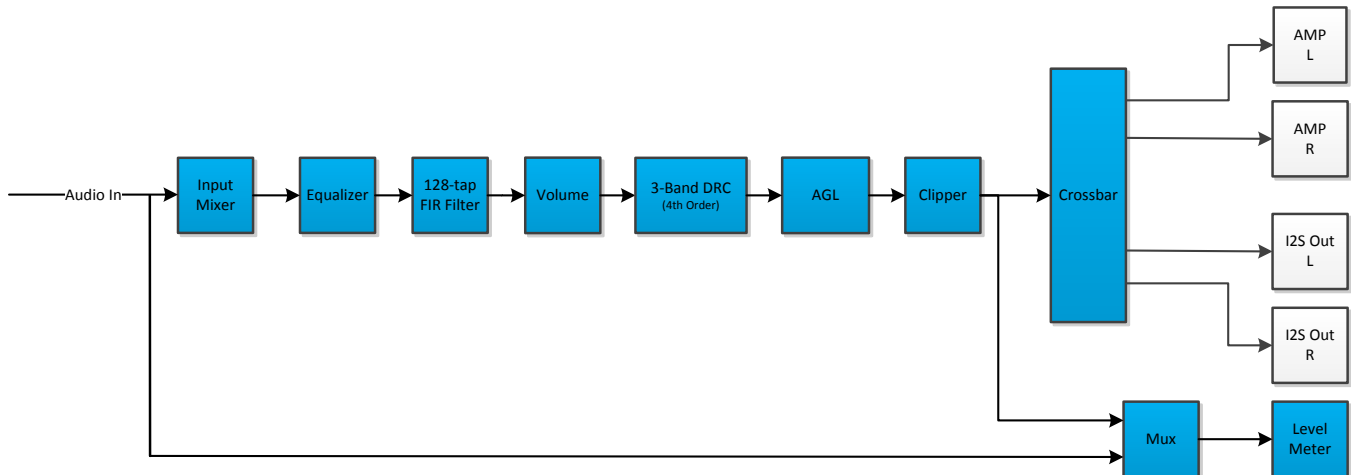 Audio In
Input
Mixer
Equalizer
128-tap
FIR Filter
Volume
3-Band DRC
(4th Order)
AGL
Clipper
Crossbar
AMP
L
AMP
R
I2S Out
L
I2S Out
R
Mux
Level
Meter